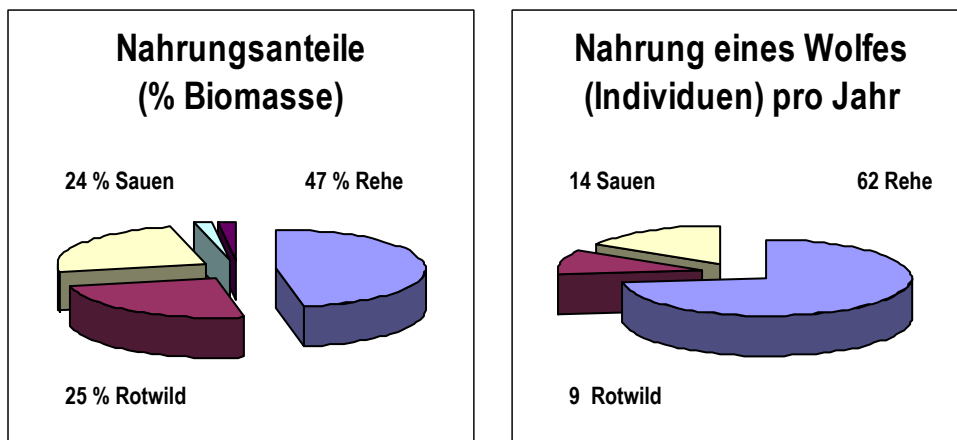 Nahrungsanteile
(% Biomasse)
24 % Sauen
47 % Rehe
25 % Rotwild
Nahrung eines Wolfes
(Individuen) pro Jahr
14 Sauen
62 Rehe
9 Rotwild